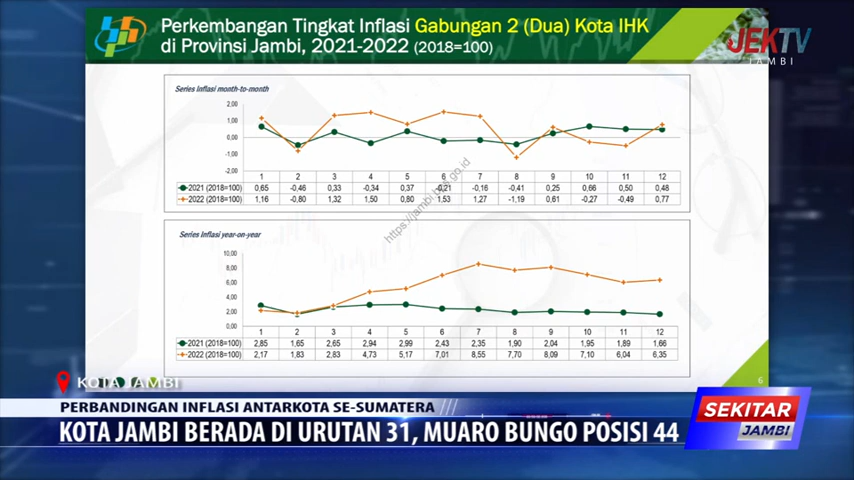 Perkembangan Tingkat Inflasi Gabungan 2 (Dua) Kota IHK
di Provinsi Jambi, 2021-2022 (2018=100)
JEKTV
JAMBI
Series Inflasi month-to-month
2,00
1,00
0,00
-1,00
-2,00
1 2 3 4 5 6 7 8 9 10 11 12
2021 (2018=100) 0,65 -0,46 0,33 -0,34 0,37 -0,21 -0,16 -0,41 0,25 0,66 0,50 0,48
2022 (2018=100) 1,16 -0,80 1,32 1,50 0,80 1,53 1,27 -1,19 0,61 -0,27 -0,49 0,77
https://jambi.bps.go.id
Series Inflasi year-on-year
10,00
8,00
6,00
4,00
2,00
0,00
1 2 3 4 5 6 7 8 9 10 11 12
2021 (2018=100) 2,85 1,65 2,65 2,94 2,99 2,43 2,35 1,90 2,04 1,95 1,89 1,66
2022 (2018=100) 2,17 1,83 2,83 4,73 5,17 7,01 8,55 7,70 8,09 7,10 6,04 6,35
6
KOTA JAMBI
PERBANDINGAN INFLASI ANTARKOTA SE-SUMATERA
KOTA JAMBI BERADA DI URUTAN 31, MUARO BUNGO POSISI 44
SEKITAR
JAMBI